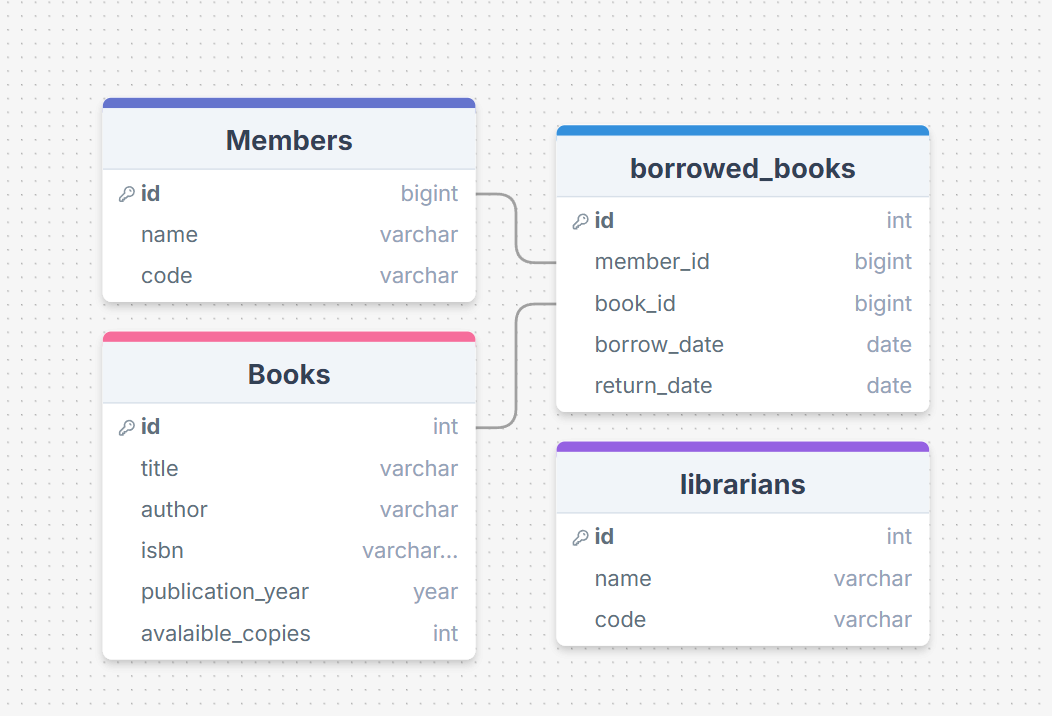 Members
id bigint
name varchar
code varchar
Books
id int
title varchar
author varchar
isbn varchar...
publication_year year
avalaible_copies int
borrowed_books
id int
member_id bigint
book_id bigint
borrow_date date
return_date date
librarians
id int
name varchar
code varchar